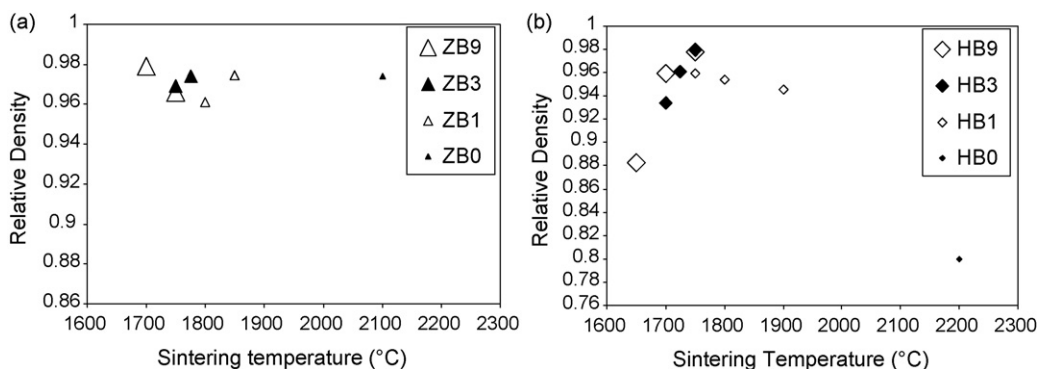 (a)
1
0.98
0.96
0.94
0.92
0.9
0.88
0.86
Relative Density
1600 1700 1800 1900 2000 2100 2200 2300
Sintering temperature (°C)
ZB9
ZB3
ZB1
ZB0
(b)
1
0.98
0.96
0.94
0.92
0.9
0.88
0.86
0.84
0.82
0.8
0.78
0.76
Relative Density
1600 1700 1800 1900 2000 2100 2200 2300
Sintering Temperature (°C)
HB9
HB3
HB1
HB0